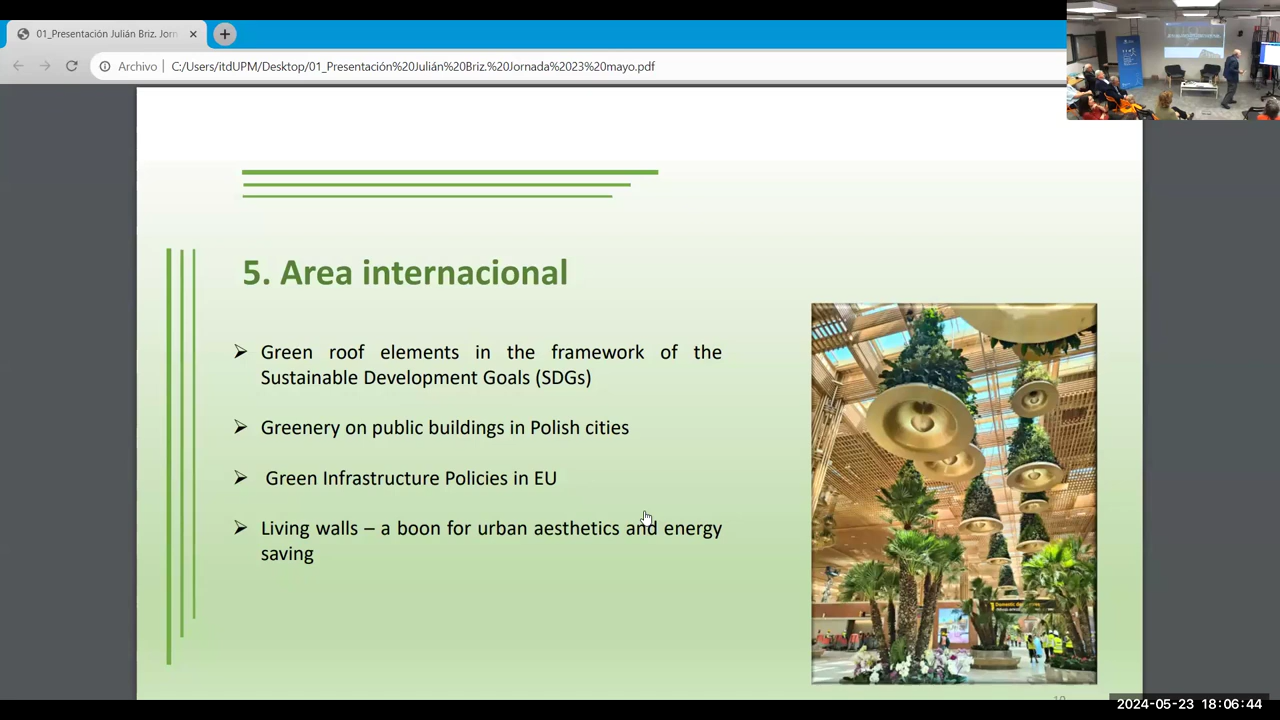 01_Presentación Julián Briz. Jorn
Archivo
C:/Users/itdUPM/Desktop/01_Presentación%20Julián%20Briz.%20Jornada%2023%20mayo.pdf
5. Area internacional
Green roof elements in the framework of the
Sustainable Development Goals (SDGs)
Greenery on public buildings in Polish cities
Green Infrastructure Policies in EU
Living walls – a boon for urban aesthetics and energy
saving
2024-05-23 18:06:44